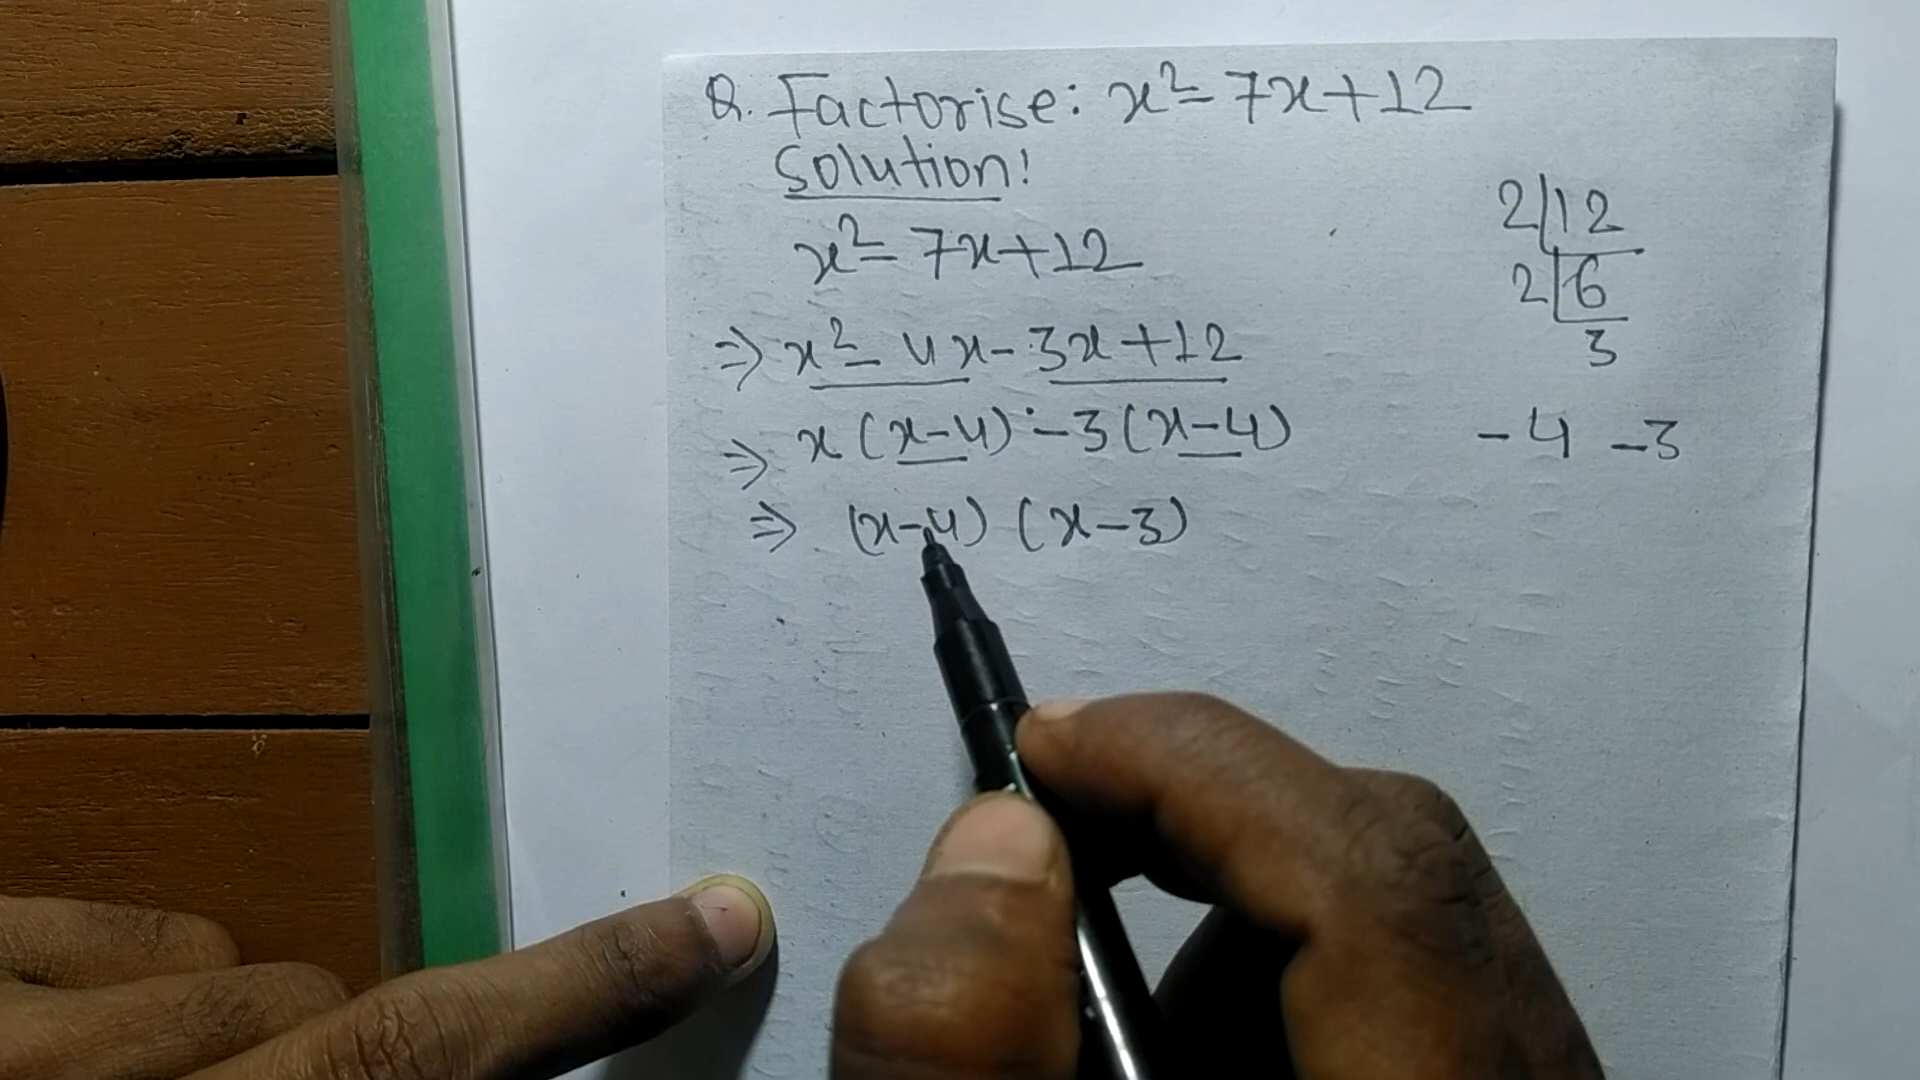 Q. Factorise: x² - 7x + 12
Solution:
x² - 7x + 12
⇒ x² - 4x - 3x + 12
⇒ x (x - 4) - 3 (x - 4)
⇒ (x - 4) (x - 3)
2 | 12
2 | 6
3
- 4 - 3